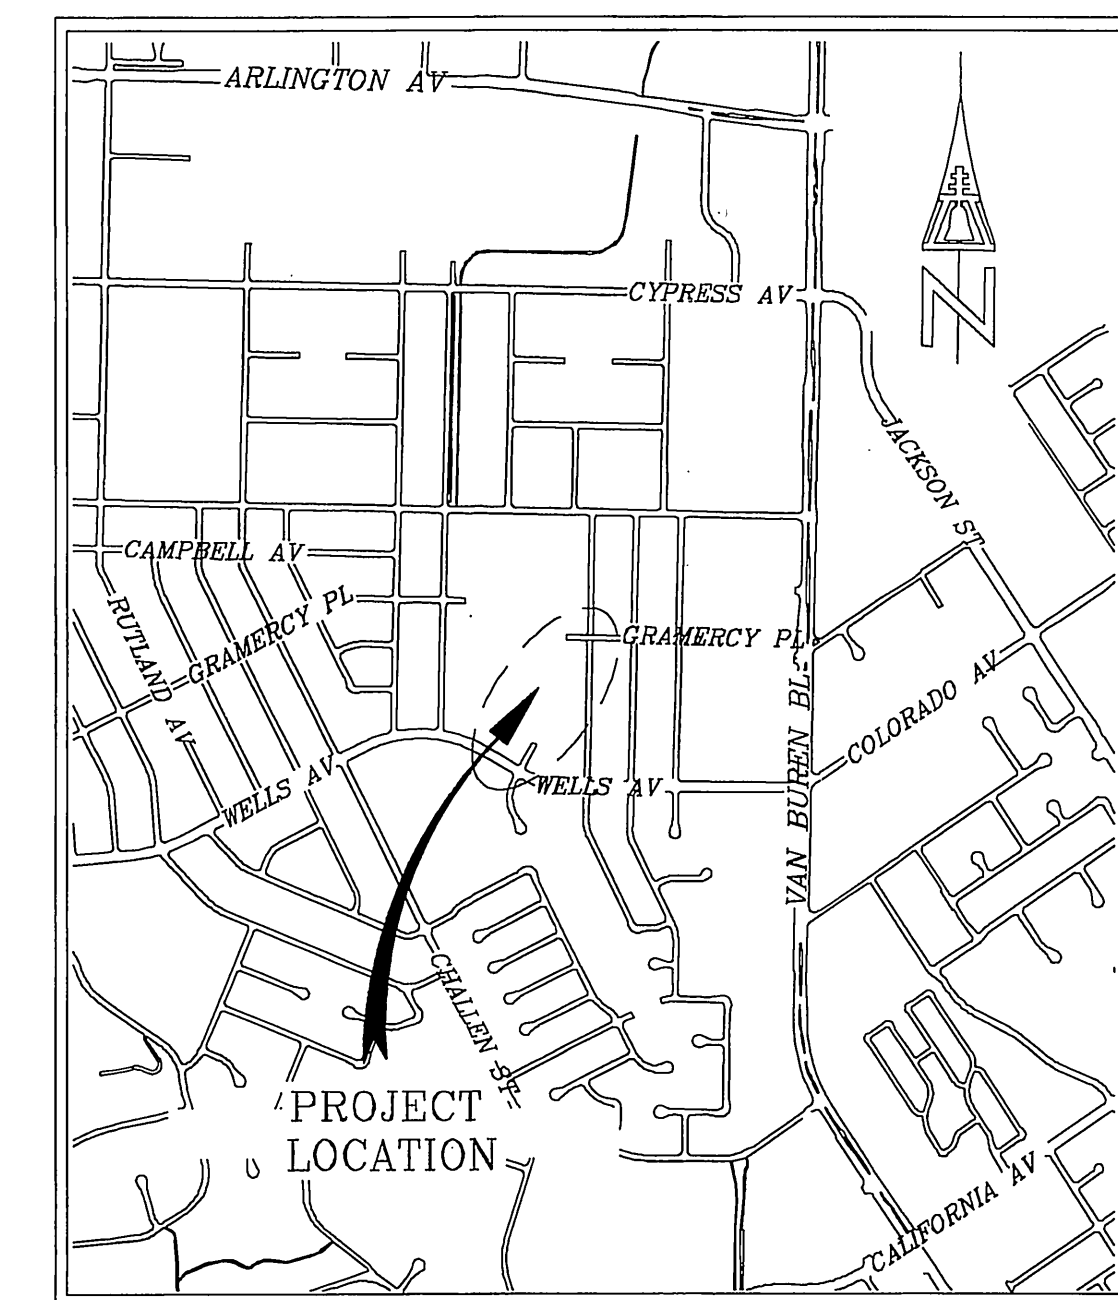 ARLINGTON AV
CYPRESS AV
N
JACKSON ST
CAMPBELL AV
RUTLAND AV
GRAMERCY PL
GRAMERCY PL
COLORADO AV
VAN BUREN BL
WELLS AV
WELLS AV
CHALLEN ST
PROJECT
LOCATION
CALIFORNIA AV